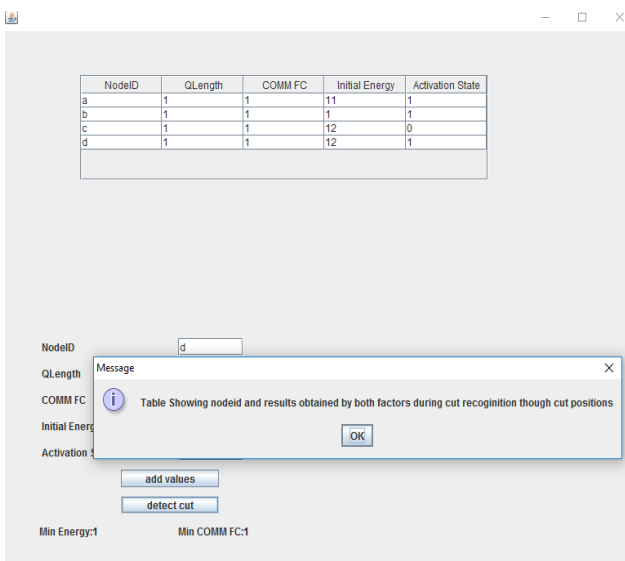 NodeID QLength COMM FC Initial Energy Activation State
a 1 1 11 1
b 1 1 1 1
c 1 1 12 0
d 1 1 12 1
NodeID d
Message
QLength
COMM FC
Table Showing nodeid and results obtained by both factors during cut recoginition though cut positions
Initial Energ
OK
Activation
add values
detect cut
Min Energy:1 Min COMM FC:1